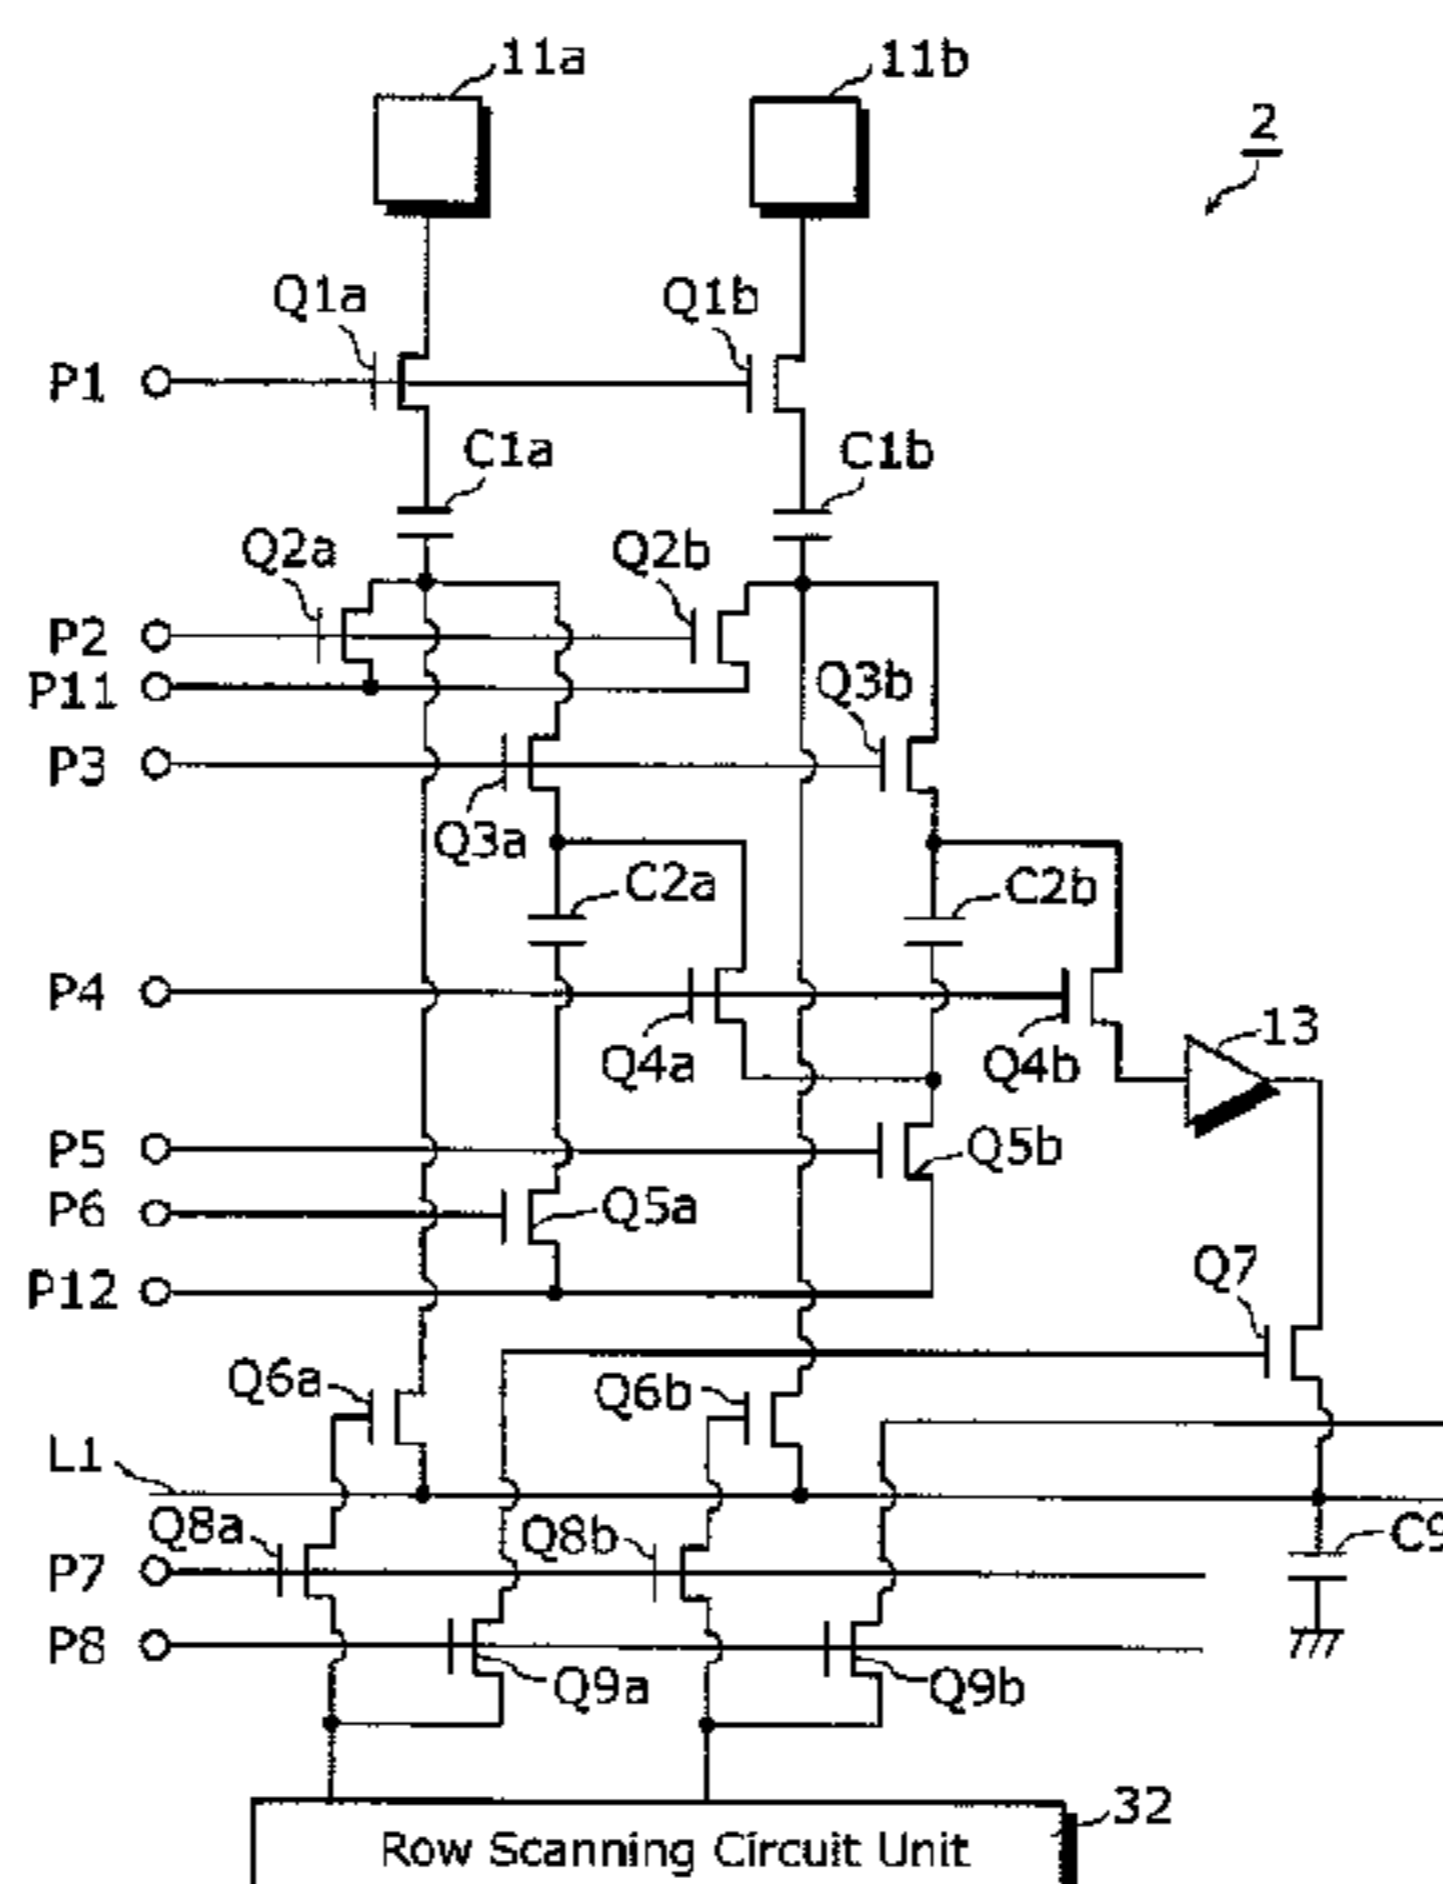 11a 11b
2
Q1a Q1b
P1
C1a C1b
Q2a Q2b
P2
P11 Q3b
P3
Q3a
C2a C2b
P4
13
Q4a Q4b
P5 Q5b
P6 Q5a
Q7
P12
Q6a Q6b
L1
Q8a Q8b C9
P7
P8
Q9a Q9b
32
Row Scanning Circuit Unit